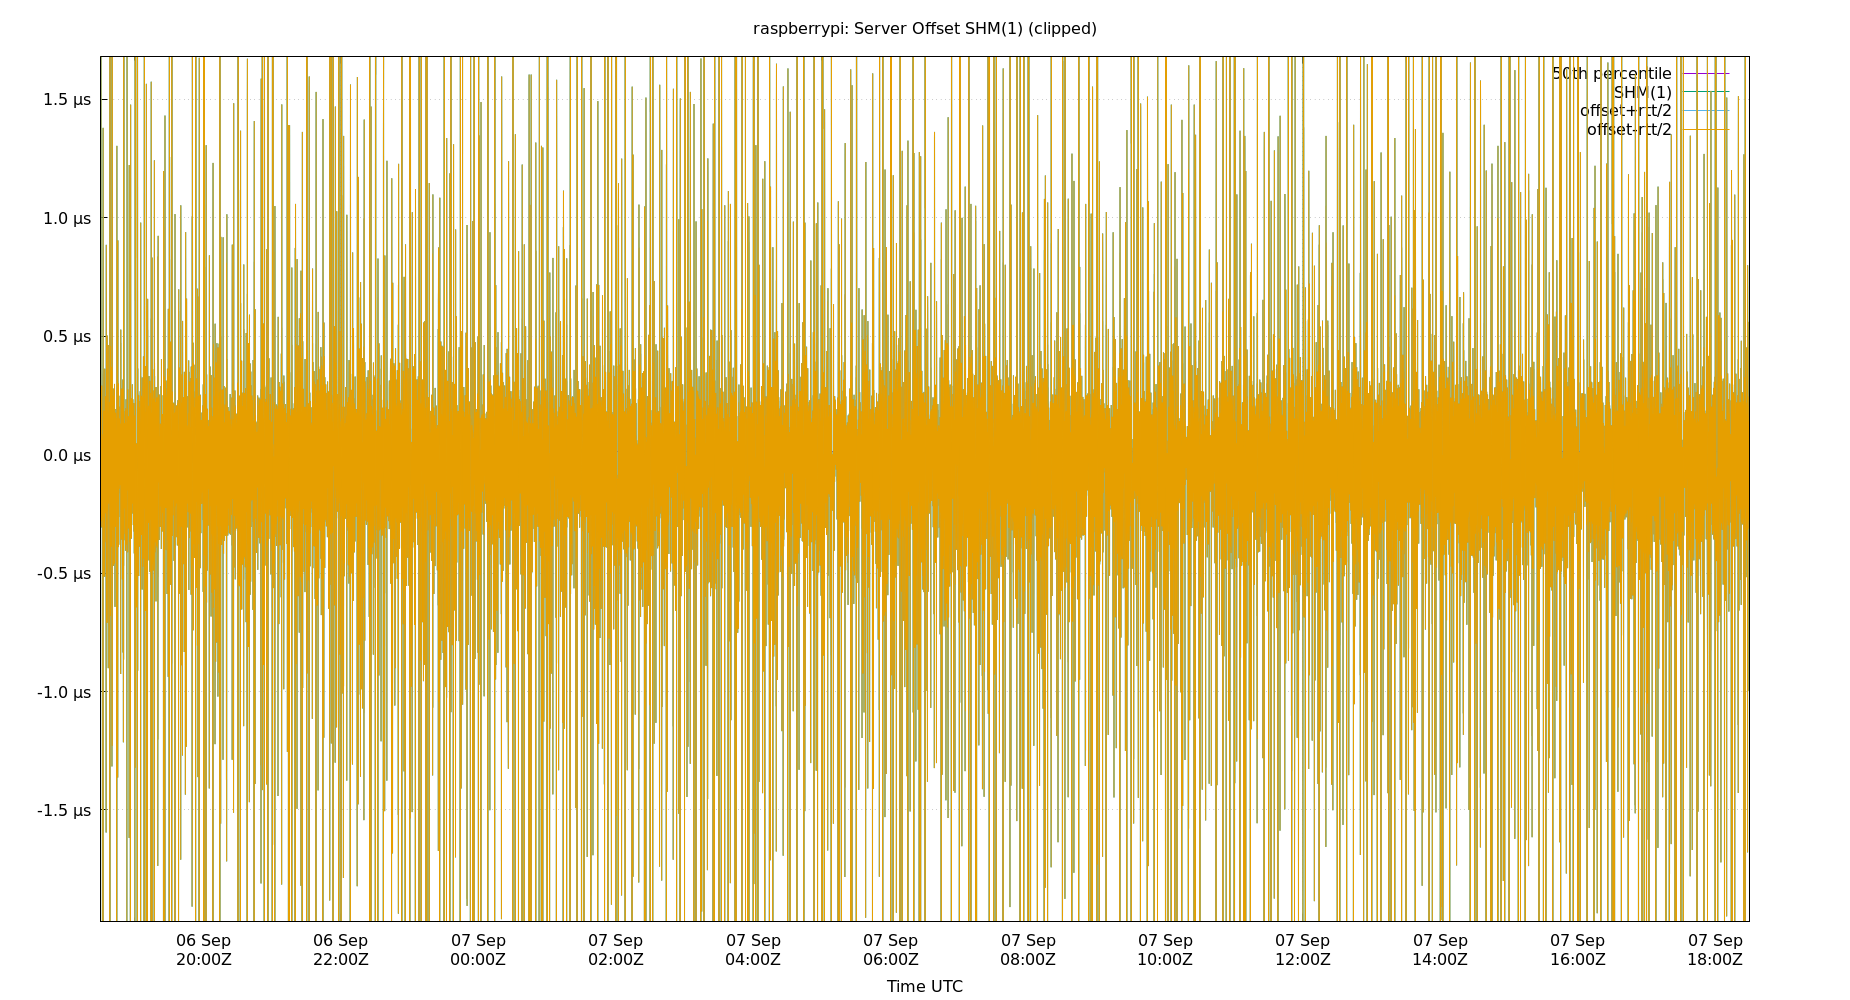 raspberrypi: Server Offset SHM(1) (clipped)
50th percentile
SHM(1)
offset+rtt/2
offset-rtt/2
1.5 µs
1.0 µs
0.5 µs
0.0 µs
-0.5 µs
-1.0 µs
-1.5 µs
06 Sep 06 Sep 07 Sep 07 Sep 07 Sep 07 Sep 07 Sep 07 Sep 07 Sep 07 Sep 07 Sep 07 Sep
20:00Z 22:00Z 00:00Z 02:00Z 04:00Z 06:00Z 08:00Z 10:00Z 12:00Z 14:00Z 16:00Z 18:00Z
Time UTC